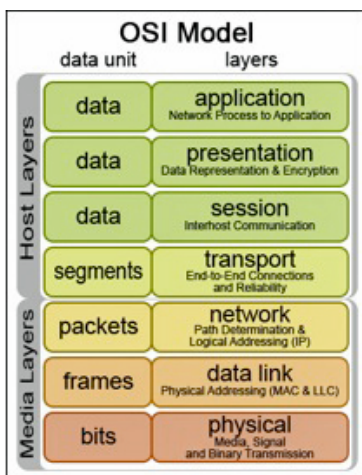 OSI Model
data unit layers
Host Layers
data application
Network Process to Application
data presentation
Data Representation & Encryption
data session
Interhost Communication
segments transport
End-to-End Connections
and Reliability
Media Layers
packets network
Path Determination &
Logical Addressing (IP)
frames data link
Physical Addressing (MAC & LLC)
bits physical
Media, Signal
and Binary Transmission